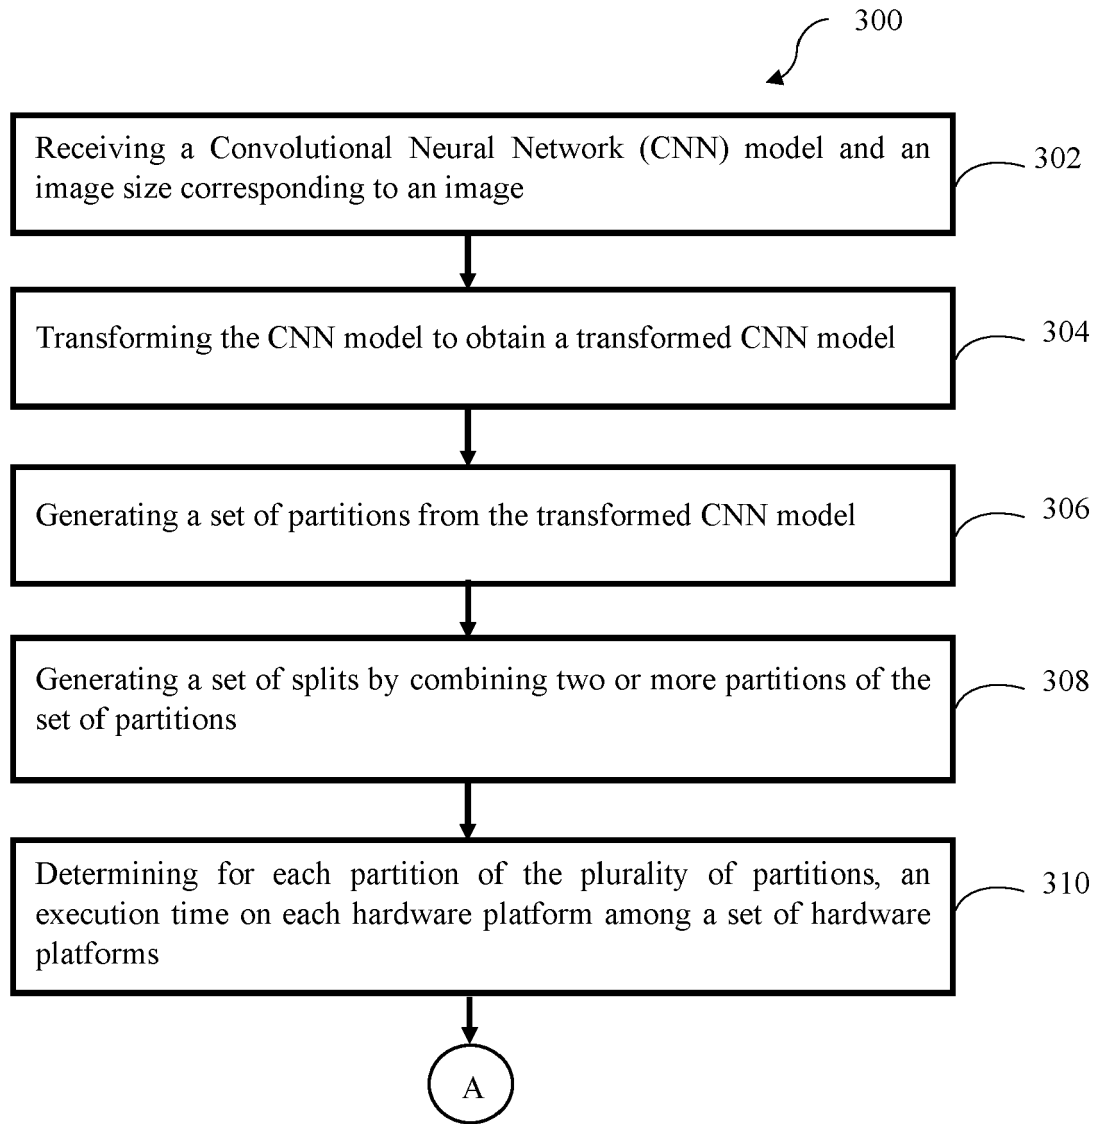 300
Receiving a Convolutional Neural Network (CNN) model and an
image size corresponding to an image
302
Transforming the CNN model to obtain a transformed CNN model
304
Generating a set of partitions from the transformed CNN model
306
Generating a set of splits by combining two or more partitions of the
set of partitions
308
Determining for each partition of the plurality of partitions, an
execution time on each hardware platform among a set of hardware
platforms
310
A